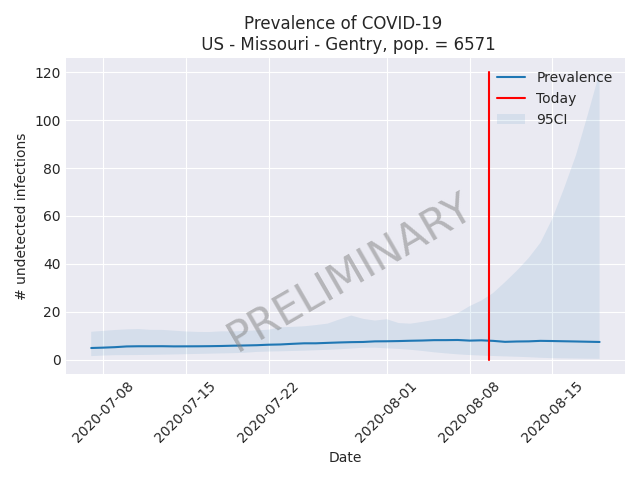 Prevalence of COVID-19
US - Missouri - Gentry, pop. = 6571
120
100
80
60
40
20
0
# undetected infections
Prevalence
Today
95CI
PRELIMINARY
2020-07-08
2020-07-15
2020-07-22
2020-08-01
2020-08-08
2020-08-15
Date